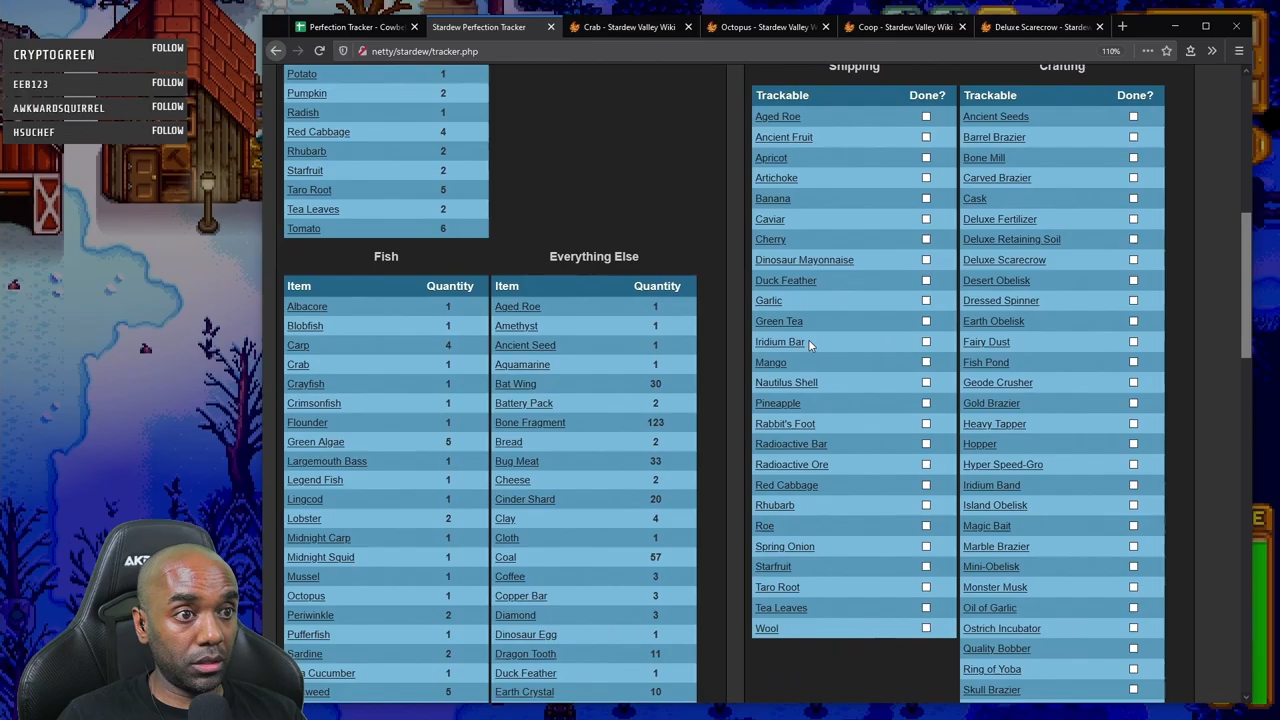 CRYPTOGREEN FOLLOW
EEB123 FOLLOW
AWKWARDSQUIRREL FOLLOW
HSUCHEF FOLLOW
Perfection Tracker - Cowbe
Stardew Perfection Tracker
Crab - Stardew Valley Wiki
Octopus - Stardew Valley W
Coop - Stardew Valley Wiki
Deluxe Scarecrow - Stardew
netty/stardew/tracker.php
110%
Potato 1
Pumpkin 2
Radish 1
Red Cabbage 4
Rhubarb 2
Starfruit 2
Taro Root 5
Tea Leaves 2
Tomato 6
Fish
Item Quantity
Albacore 1
Blobfish 1
Carp 4
Crab 1
Crayfish 1
Crimsonfish 1
Flounder 1
Green Algae 5
Largemouth Bass 1
Legend Fish 1
Lingcod 1
Lobster 2
Midnight Carp 1
Midnight Squid 1
Mussel 1
Octopus 1
Periwinkle 2
Pufferfish 1
Sardine 2
a Cucumber 1
weed 5
Everything Else
Item Quantity
Aged Roe 1
Amethyst 1
Ancient Seed 1
Aquamarine 1
Bat Wing 30
Battery Pack 2
Bone Fragment 123
Bread 2
Bug Meat 33
Cheese 2
Cinder Shard 20
Clay 4
Cloth 1
Coal 57
Coffee 3
Copper Bar 3
Diamond 3
Dinosaur Egg 1
Dragon Tooth 11
Duck Feather 1
Earth Crystal 10
Shipping
Trackable Done?
Aged Roe
Ancient Fruit
Apricot
Artichoke
Banana
Caviar
Cherry
Dinosaur Mayonnaise
Duck Feather
Garlic
Green Tea
Iridium Bar
Mango
Nautilus Shell
Pineapple
Rabbit's Foot
Radioactive Bar
Radioactive Ore
Red Cabbage
Rhubarb
Roe
Spring Onion
Starfruit
Taro Root
Tea Leaves
Wool
Crafting
Trackable Done?
Ancient Seeds
Barrel Brazier
Bone Mill
Carved Brazier
Cask
Deluxe Fertilizer
Deluxe Retaining Soil
Deluxe Scarecrow
Desert Obelisk
Dressed Spinner
Earth Obelisk
Fairy Dust
Fish Pond
Geode Crusher
Gold Brazier
Heavy Tapper
Hopper
Hyper Speed-Gro
Iridium Band
Island Obelisk
Magic Bait
Marble Brazier
Mini-Obelisk
Monster Musk
Oil of Garlic
Ostrich Incubator
Quality Bobber
Ring of Yoba
Skull Brazier